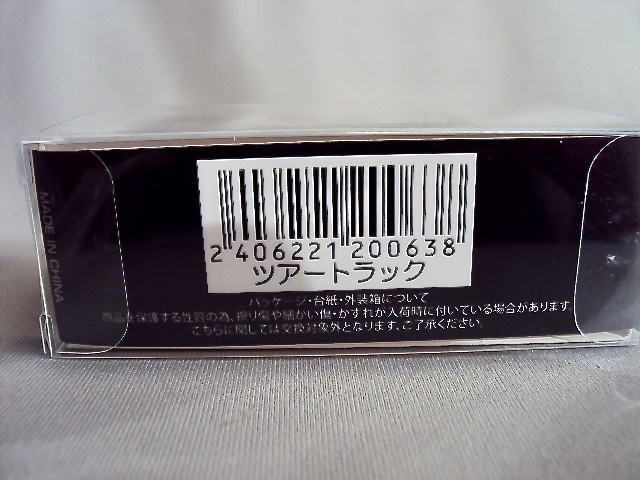 MADE IN CHINA
2 406221 200638
ツアートラック
パッケージ・台紙・外装箱について
商品を保護する性質の為、擦り傷や細かい傷・かすれが入荷時に付いている場合があります
こちらに関しては交換対象外となります。ご了承ください。